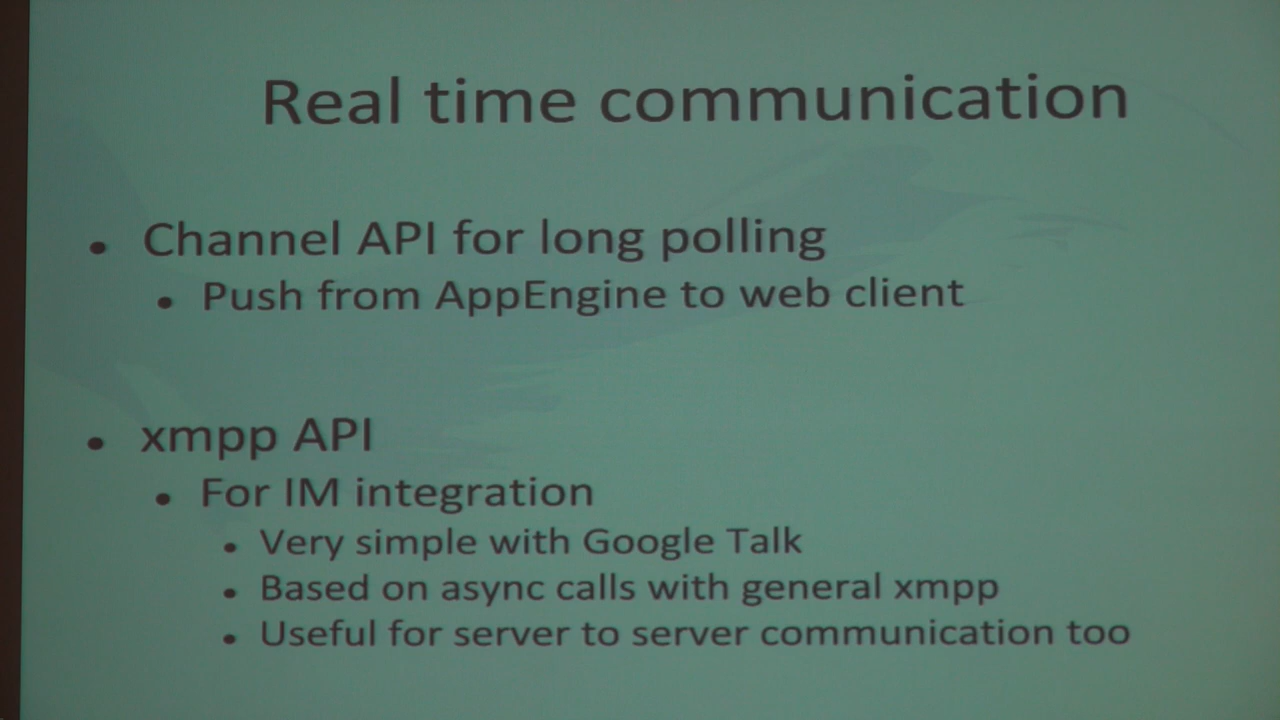 Real time communication
• Channel API for long polling
• Push from AppEngine to web client
• xmpp API
• For IM integration
• Very simple with Google Talk
• Based on async calls with general xmpp
• Useful for server to server communication too